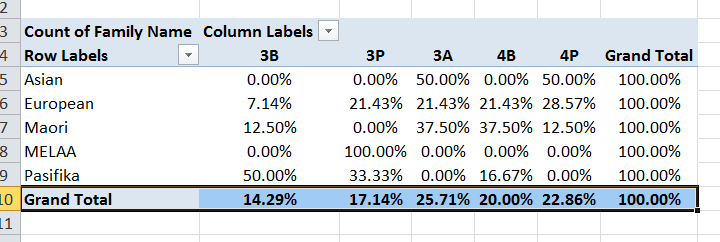 2
3 Count of Family Name Column Labels
4 Row Labels 3B 3P 3A 4B 4P Grand Total
5 Asian 0.00% 0.00% 50.00% 0.00% 50.00% 100.00%
6 European 7.14% 21.43% 21.43% 21.43% 28.57% 100.00%
7 Maori 12.50% 0.00% 37.50% 37.50% 12.50% 100.00%
8 MELAA 0.00% 100.00% 0.00% 0.00% 0.00% 100.00%
9 Pasifika 50.00% 33.33% 0.00% 16.67% 0.00% 100.00%
10 Grand Total 14.29% 17.14% 25.71% 20.00% 22.86% 100.00%
11